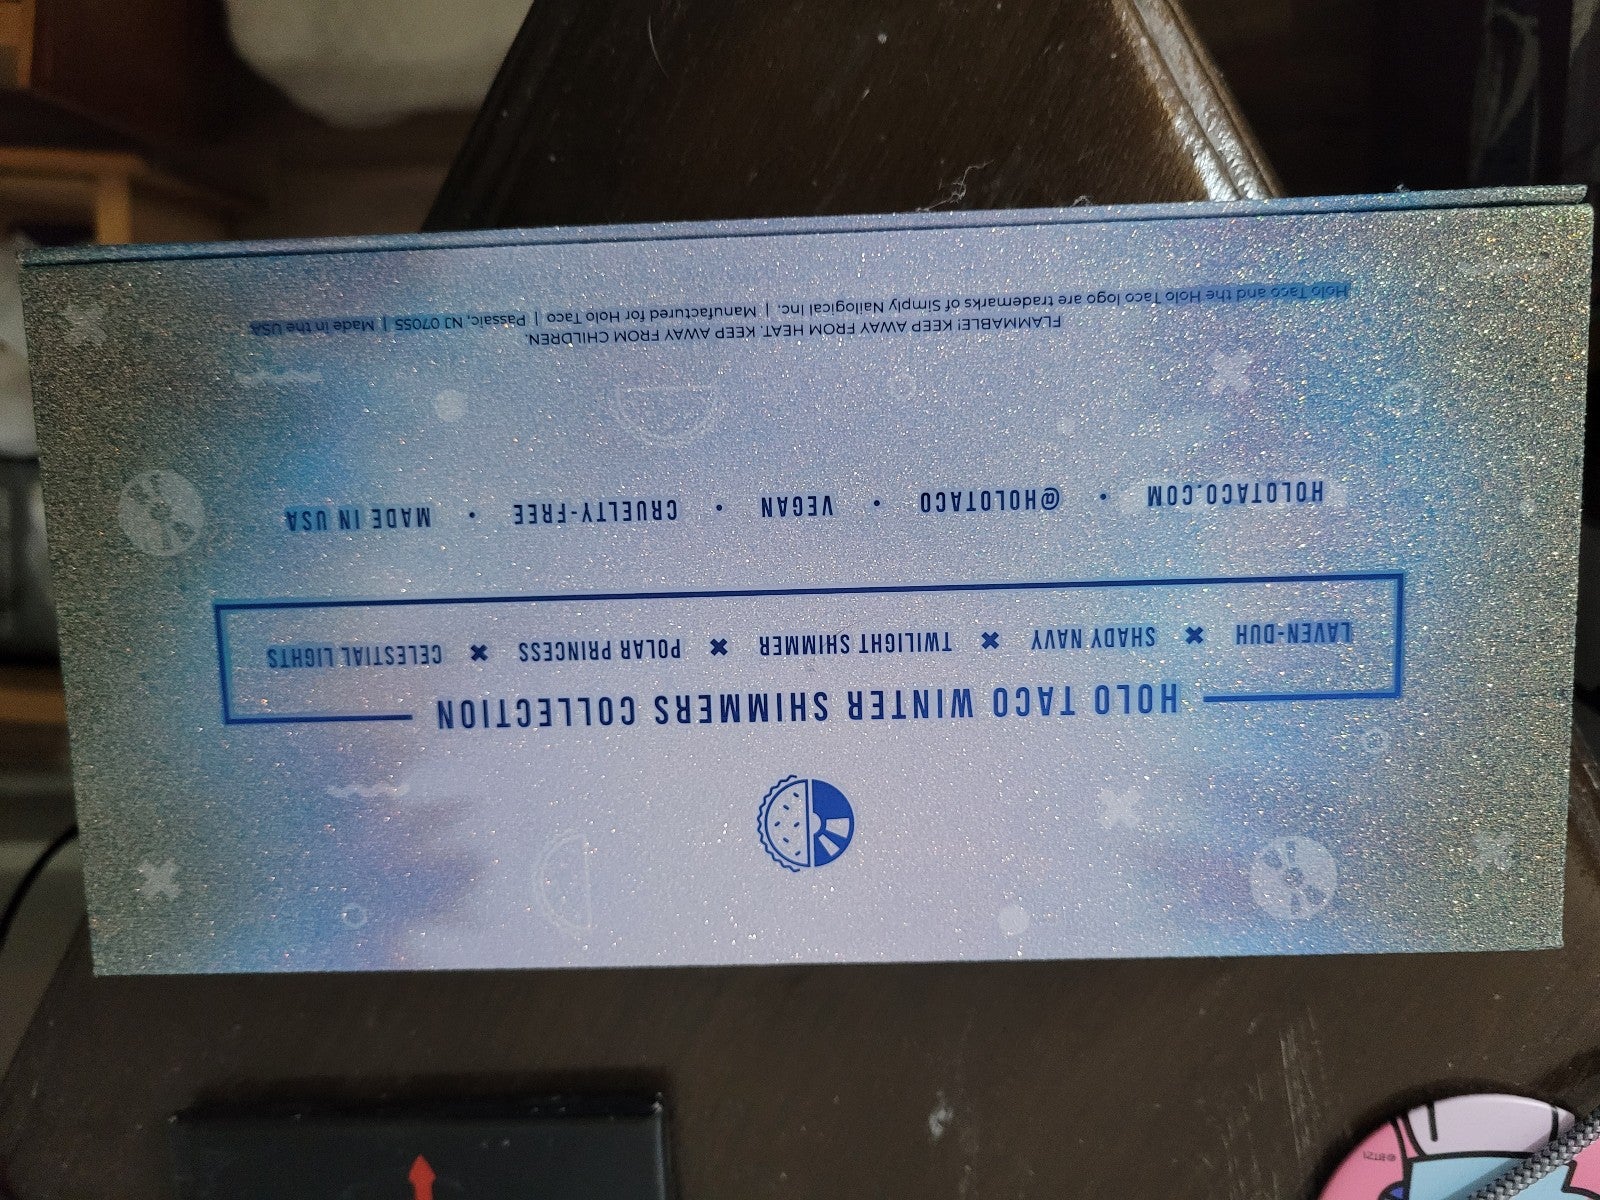 HOLO TACO WINTER SHIMMERS COLLECTION
LAVEN-DUH ✖ SHADY NAVY ✖ TWILIGHT SHIMMER ✖ POLAR PRINCESS ✖ CELESTIAL LIGHTS
HOLOTACO.COM • @HOLOTACO • VEGAN • CRUELTY-FREE • MADE IN USA
FLAMMABLE! KEEP AWAY FROM HEAT. KEEP AWAY FROM CHILDREN.
Holo Taco and the Holo Taco logo are trademarks of Simply Nailogical Inc. | Manufactured for Holo Taco | Passaic, NJ 07055 | Made in the USA
©BT21